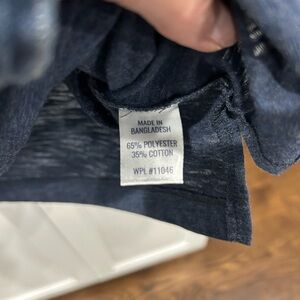 MADE IN
BANGLADESH
65% POLYESTER
35% COTTON
WPL #11046